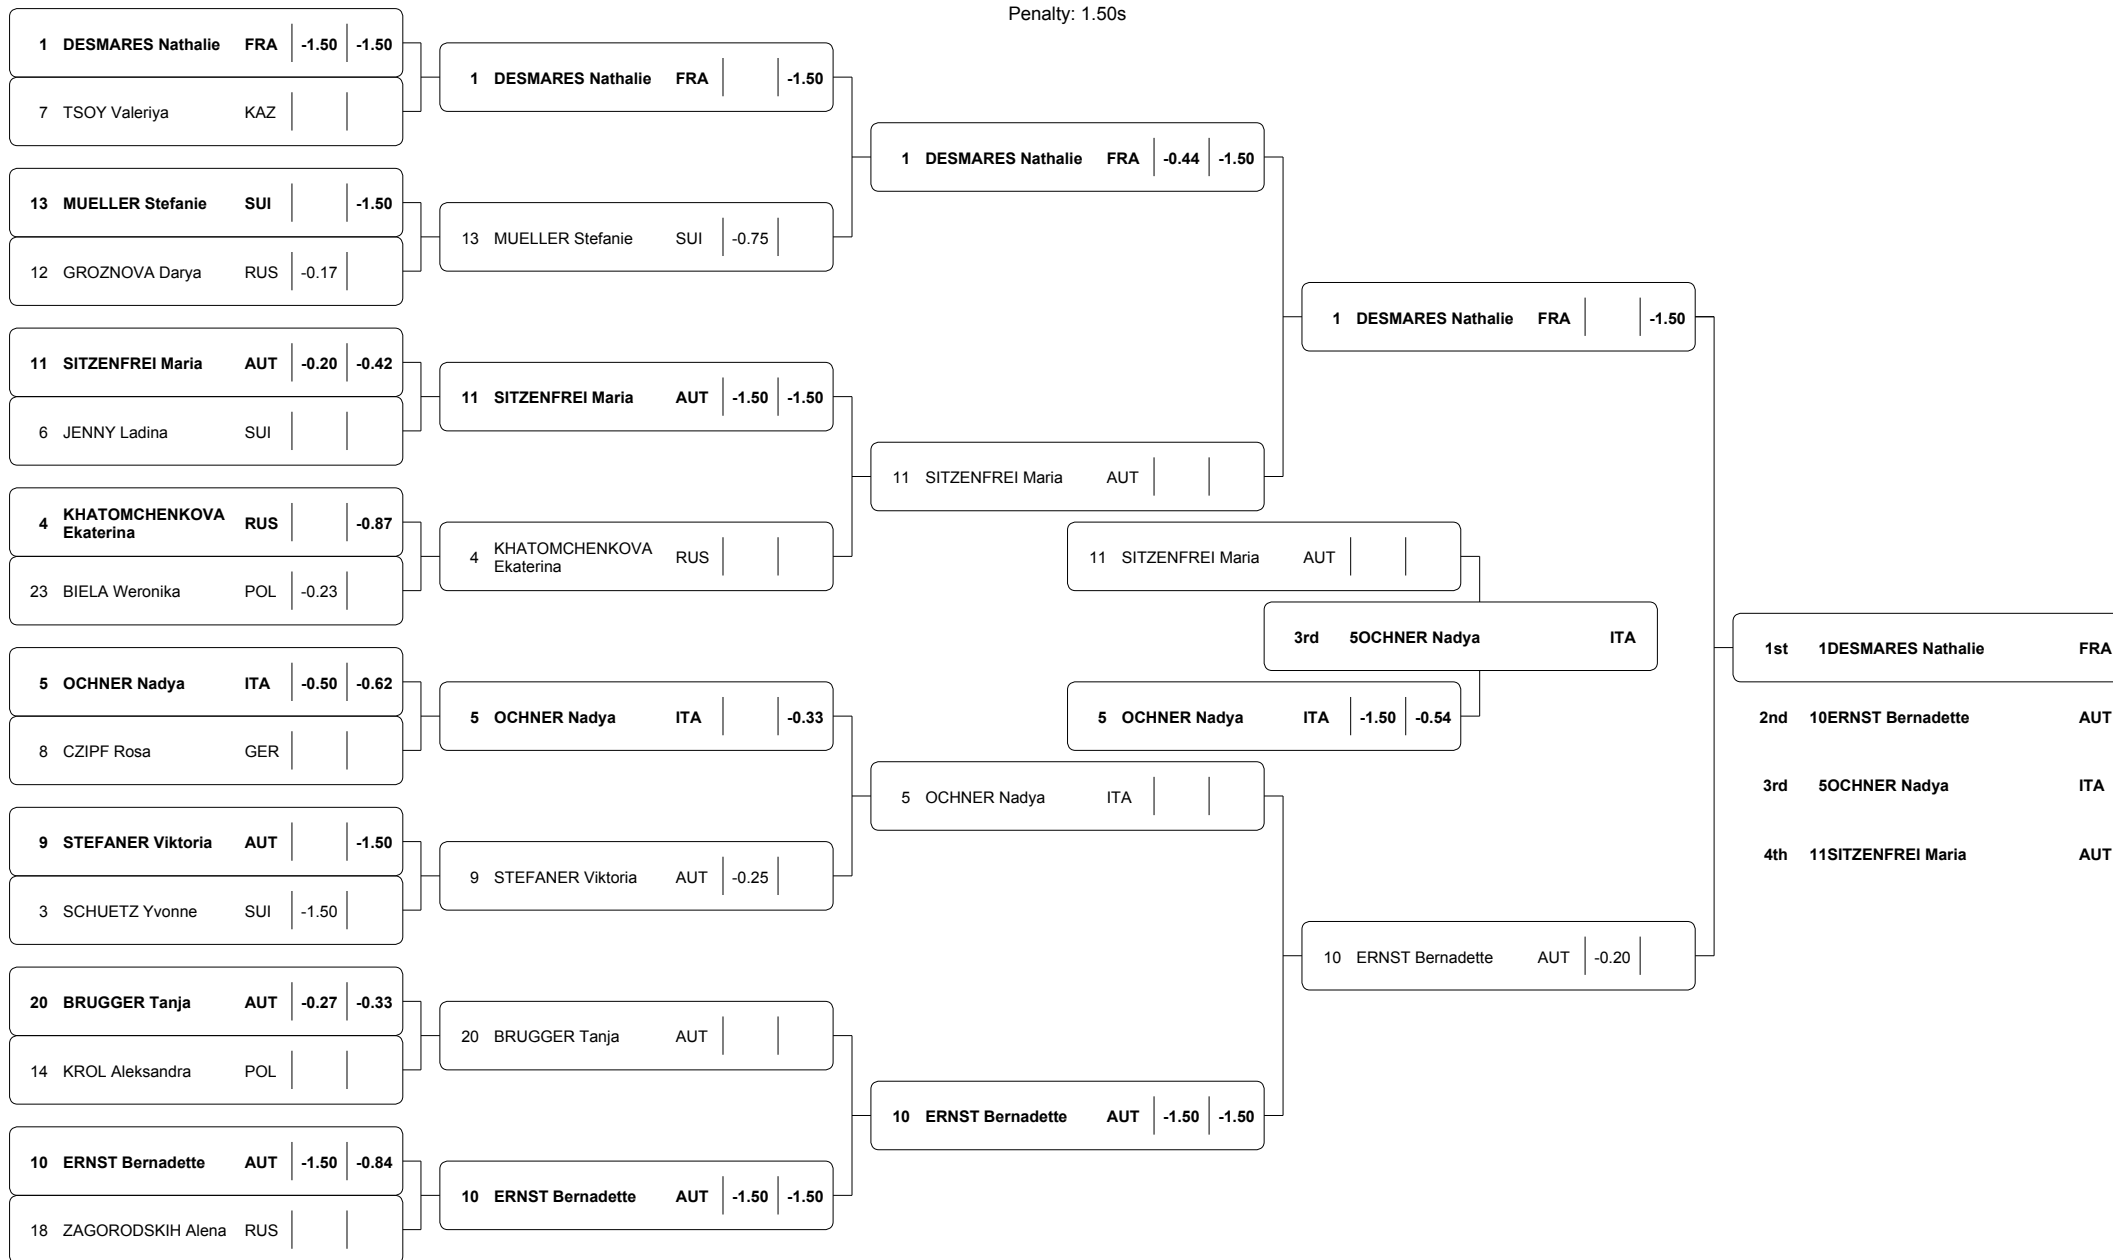 Penalty: 1.50s
1 DESMARES Nathalie FRA -1.50 -1.50
7 TSOY Valeriya KAZ
13 MUELLER Stefanie SUI -1.50
12 GROZNOVA Darya RUS -0.17
11 SITZENFREI Maria AUT -0.20 -0.42
6 JENNY Ladina SUI
4 KHATOMCHENKOVA Ekaterina RUS -0.87
23 BIELA Weronika POL -0.23
5 OCHNER Nadya ITA -0.50 -0.62
8 CZIPF Rosa GER
9 STEFANER Viktoria AUT -1.50
3 SCHUETZ Yvonne SUI -1.50
20 BRUGGER Tanja AUT -0.27 -0.33
14 KROL Aleksandra POL
10 ERNST Bernadette AUT -1.50 -0.84
18 ZAGORODSKIH Alena RUS
1 DESMARES Nathalie FRA -1.50
13 MUELLER Stefanie SUI -0.75
11 SITZENFREI Maria AUT -1.50 -1.50
4 KHATOMCHENKOVA Ekaterina RUS
5 OCHNER Nadya ITA -0.33
9 STEFANER Viktoria AUT -0.25
20 BRUGGER Tanja AUT
10 ERNST Bernadette AUT -1.50 -1.50
1 DESMARES Nathalie FRA -0.44 -1.50
11 SITZENFREI Maria AUT
5 OCHNER Nadya ITA
10 ERNST Bernadette AUT -1.50 -1.50
11 SITZENFREI Maria AUT
5 OCHNER Nadya ITA -1.50 -0.54
3rd 5OCHNER Nadya ITA
1 DESMARES Nathalie FRA -1.50
10 ERNST Bernadette AUT -0.20
1st 1DESMARES Nathalie FRA
2nd 10ERNST Bernadette AUT
3rd 5OCHNER Nadya ITA
4th 11SITZENFREI Maria AUT